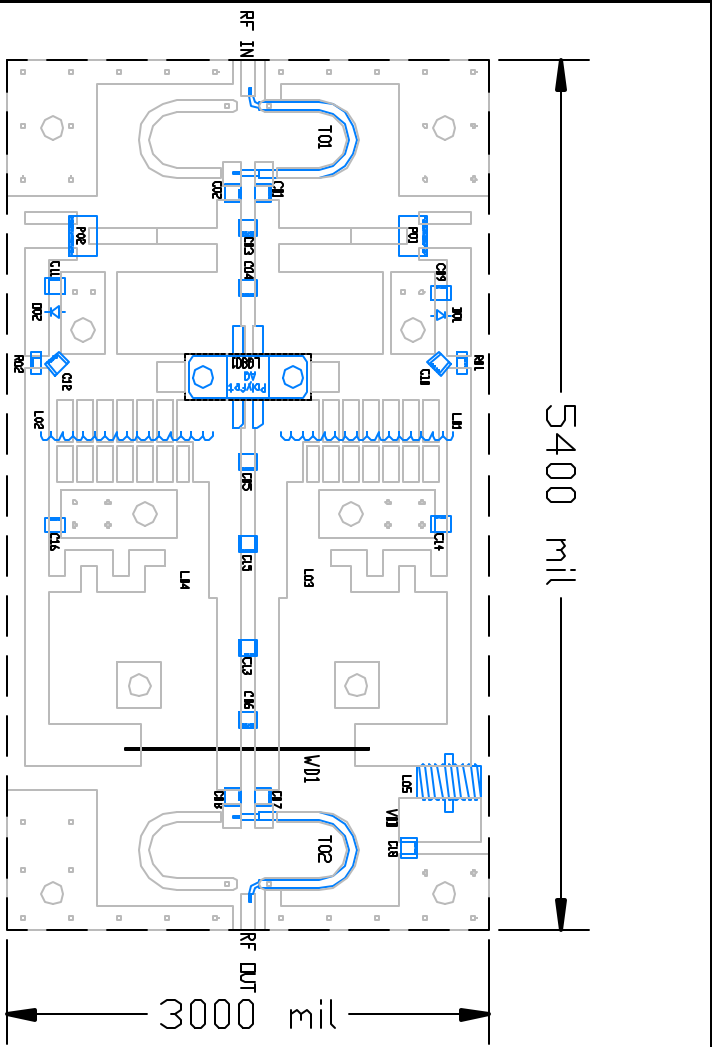 RF IN
T01
C02
C01
P02
P01
C03
C04
C11
C09
D02
D01
LQ801
Polyfet
AG
R02
R01
C12
C10
L02
L01
C05
C16
C14
C15
L04
L03
C13
C06
WD1
L05
VDD
C08
C07
C18
T02
RF OUT
5400 mil
3000 mil